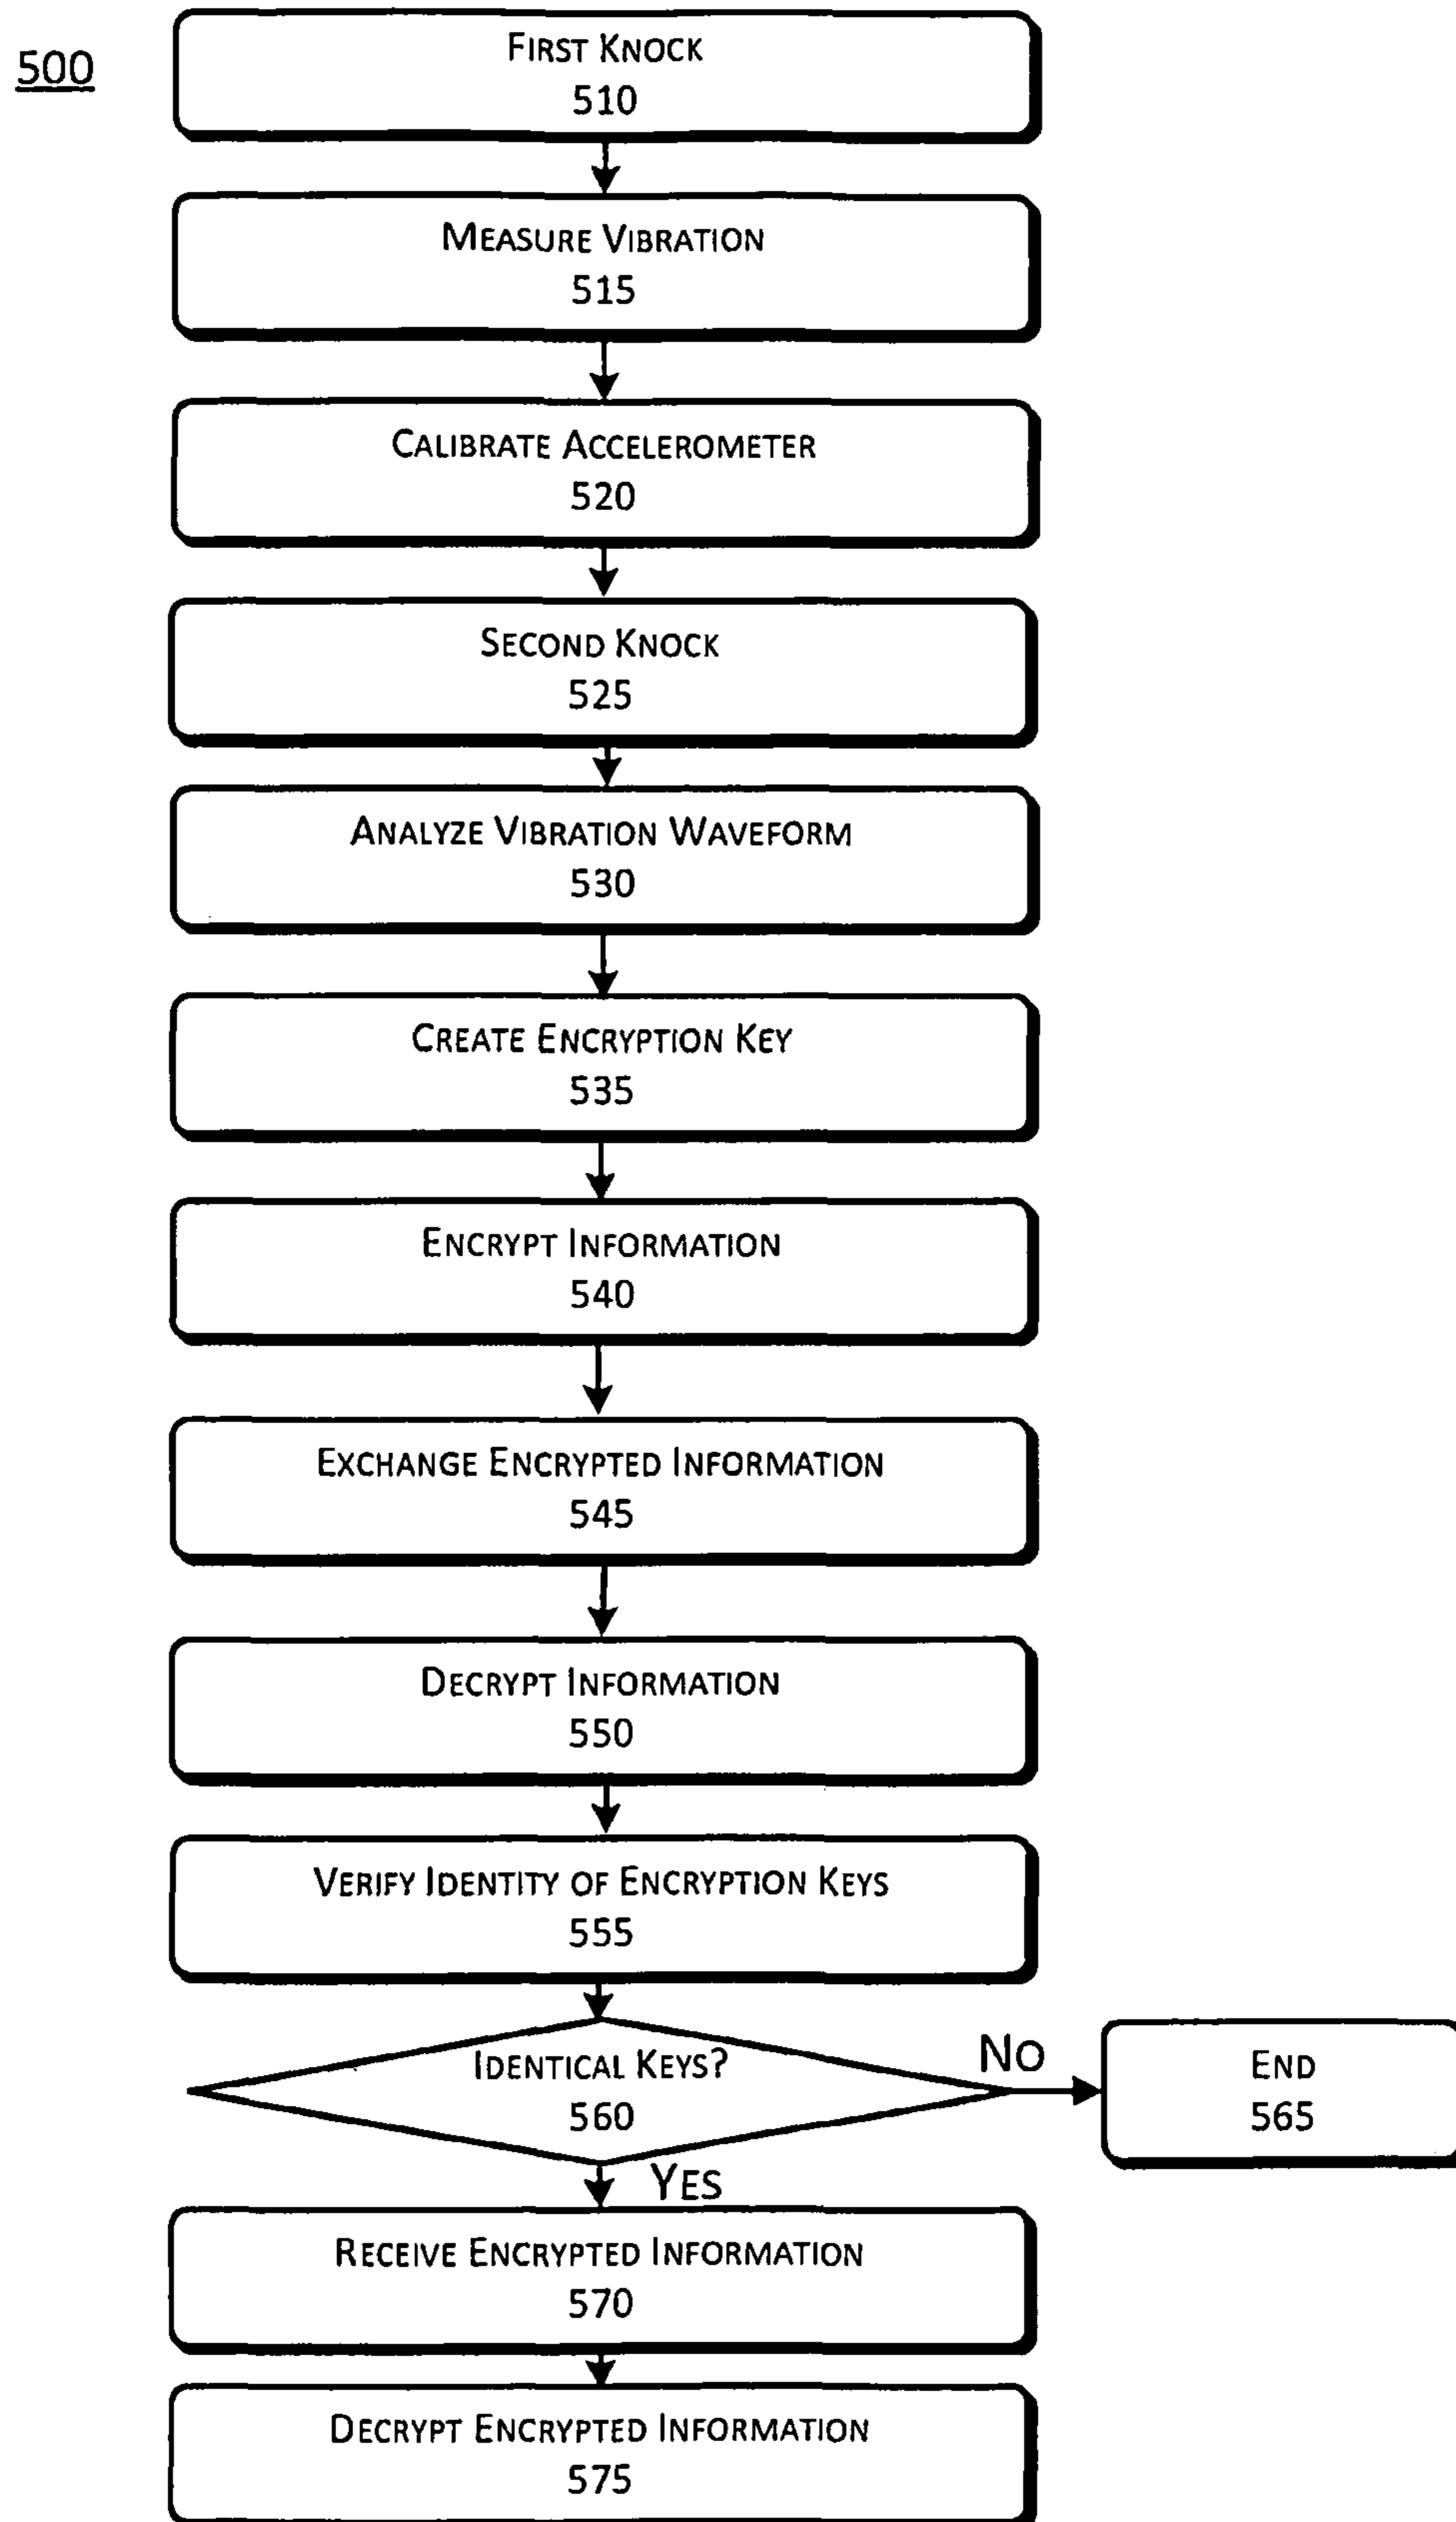 500
FIRST KNOCK
510
MEASURE VIBRATION
515
CALIBRATE ACCELEROMETER
520
SECOND KNOCK
525
ANALYZE VIBRATION WAVEFORM
530
CREATE ENCRYPTION KEY
535
ENCRYPT INFORMATION
540
EXCHANGE ENCRYPTED INFORMATION
545
DECRYPT INFORMATION
550
VERIFY IDENTITY OF ENCRYPTION KEYS
555
IDENTICAL KEYS?
560
NO
END
565
YES
RECEIVE ENCRYPTED INFORMATION
570
DECRYPT ENCRYPTED INFORMATION
575